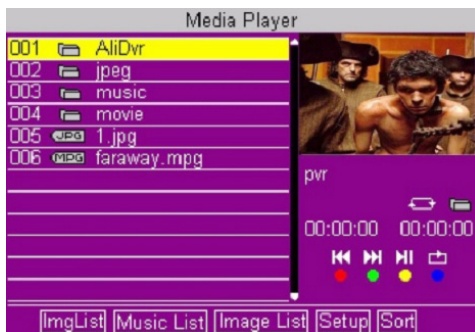 Media Player
001 AliDvr
002 jpeg
003 music
004 movie
005 JPG 1.jpg
006 MPG faraway.mpg
pvr
00:00:00 00:00:00
ImgList Music List Image List Setup Sort